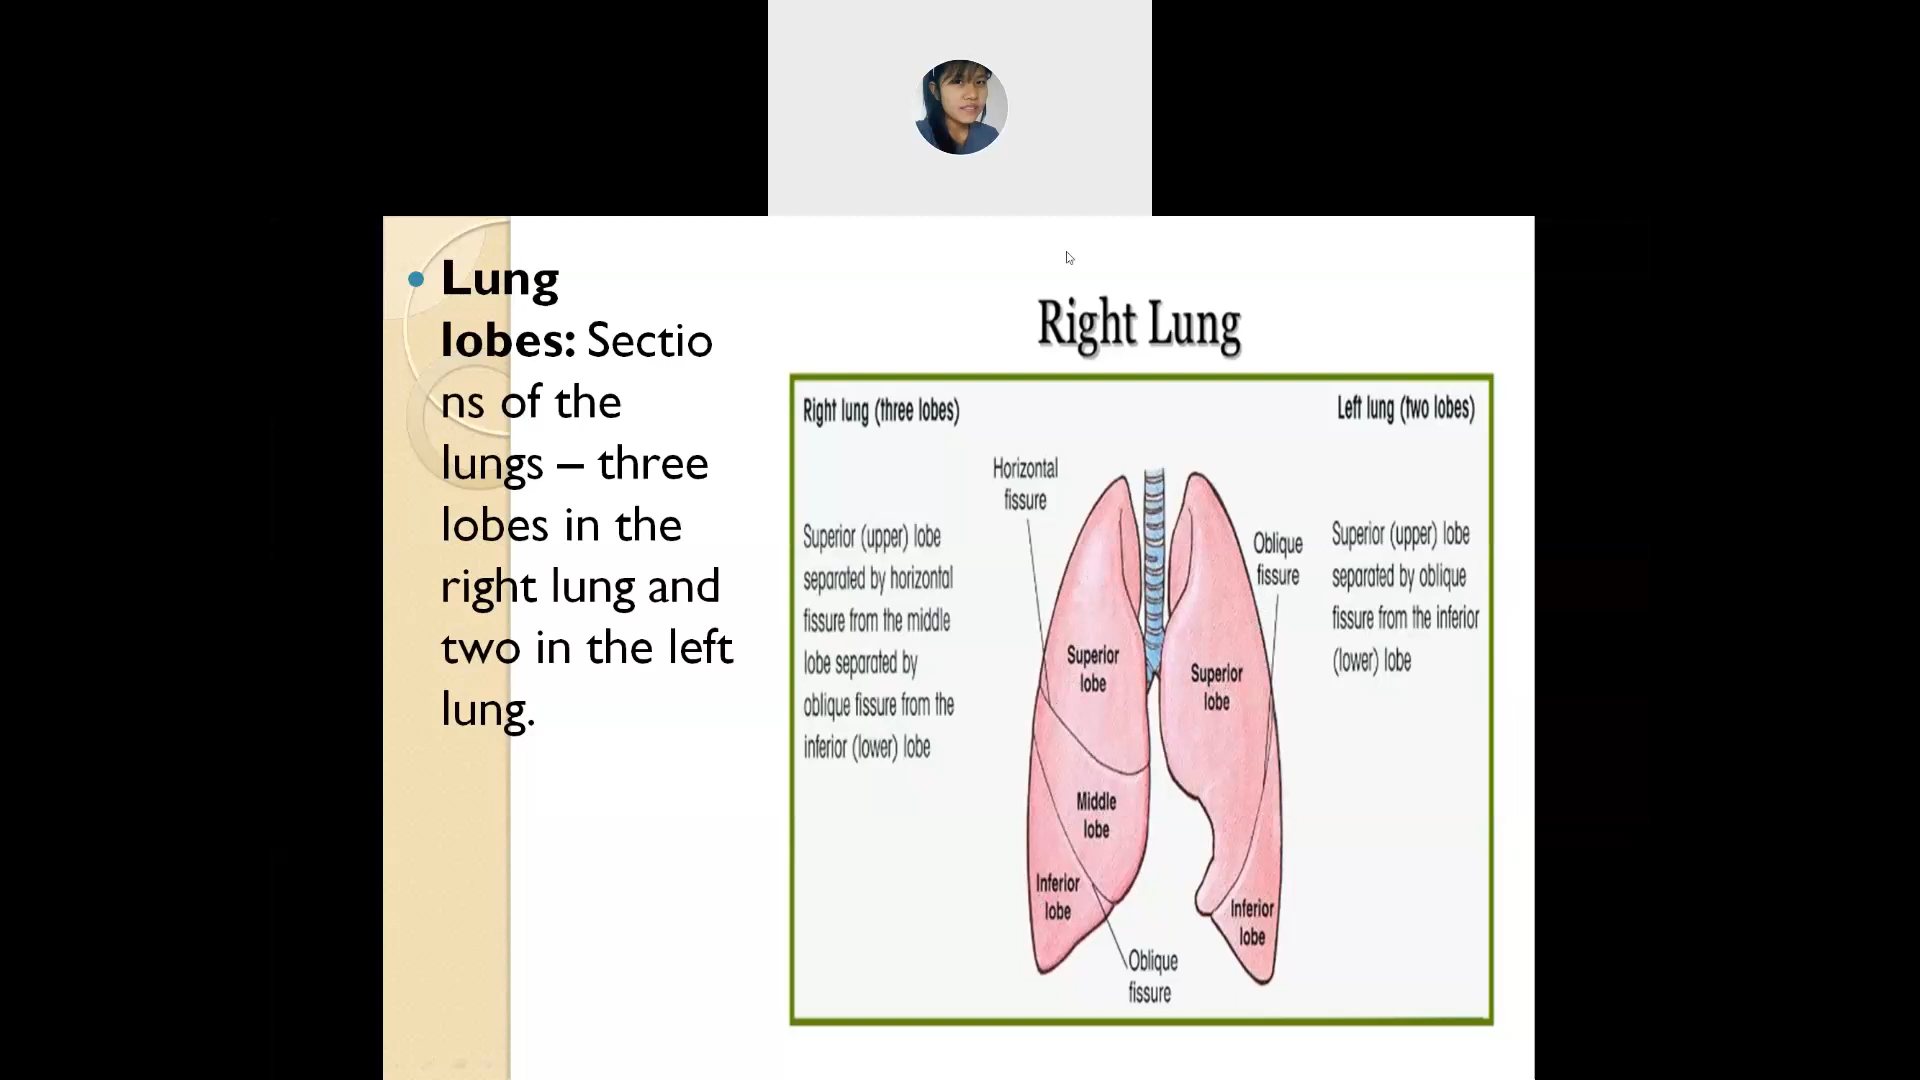 Lung
lobes: Sectio
ns of the
lungs – three
lobes in the
right lung and
two in the left
lung.
Right Lung
Right lung (three lobes)
Left lung (two lobes)
Horizontal
fissure
Superior (upper) lobe
separated by horizontal
fissure from the middle
lobe separated by
oblique fissure from the
inferior (lower) lobe
Oblique
fissure
Superior (upper) lobe
separated by oblique
fissure from the inferior
(lower) lobe
Superior
lobe
Superior
lobe
Middle
lobe
Inferior
lobe
Inferior
lobe
Oblique
fissure